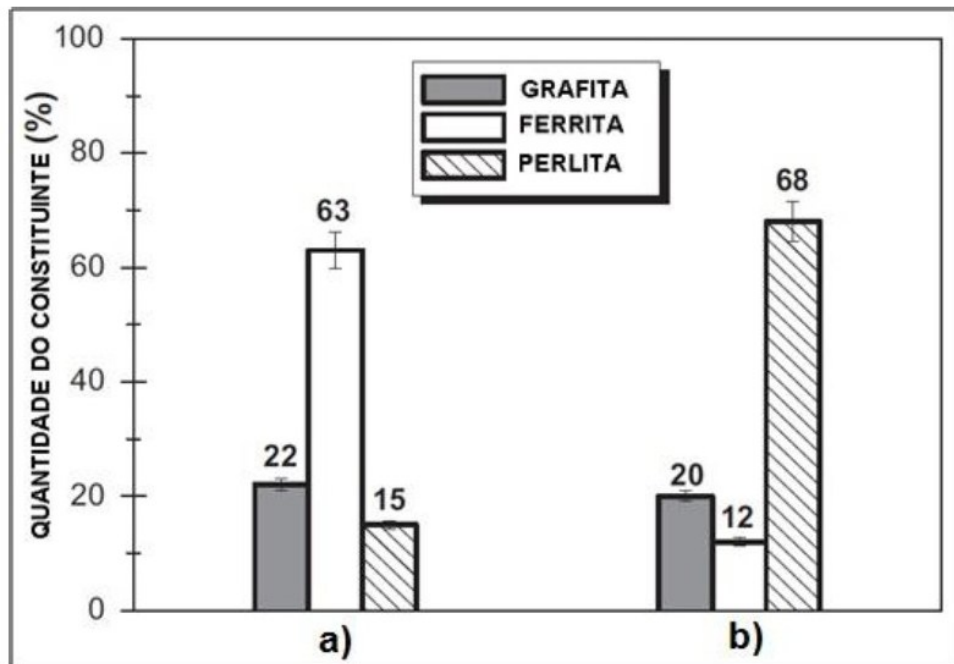 QUANTIDADE DO CONSTITUINTE (%)
100
80
60
40
20
0
GRAFITA
FERRITA
PERLITA
22
63
15
20
12
68
a)
b)